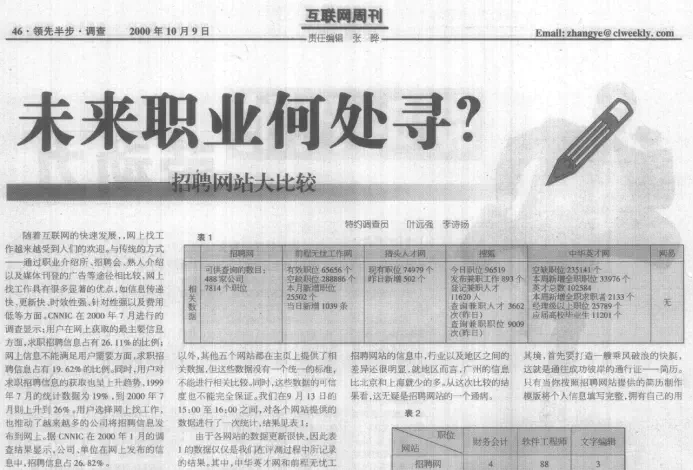 互联网周刊
46·领先半步·调查 2000年10月9日
责任编辑 张 骅
Email:zhangye@ciweekly.com
未来职业何处寻?
——招聘网站大比较
特约调查员 叶远强 李诗扬
随着互联网的快速发展,网上找工
作越来越受到人们的欢迎。与传统的方式
——通过职业介绍所、招聘会、熟人介绍
以及媒体刊登的广告等途径相比较,网上
找工作具有很多显著的优点,如信息传递
快、更新快、时效性强、针对性强以及费用
低等方面。CNNIC 在 2000 年 7 月进行的
调查显示:用户在网上获取的最主要信息
方面,求职招聘信息占有 26.11%的比例;
网上信息不能满足用户需要方面,求职招
聘信息占有 19.62%的比例。同时,用户对
求职招聘信息的获取也呈上升趋势,1999
年 7 月的统计数据为 19%,到 2000 年 7
月则上升到 26%。用户选择网上找工作,
也推动了越来越多的公司将招聘信息发
布到网上。据 CNNIC 在 2000 年 1 月的调
查结果显示,公司、单位在网上发布的信
息中,招聘信息占 26.82%。
表 1
招聘网 前程无忧工作网 猎头人才网 搜狐 中华英才网 网易
相关数据
可供查询的数目:
488家公司
7814 个职位
有效职位 65656 个
空缺职位 288886 个
本月新增职位
25502 个
当日新增 1039 条
现有职位 74979 个
昨日新增 502 个
今日职位 96519
发布兼职工作 893 个
登记兼职人才
11620 人
查询兼职人才 3662
次(昨日)
查询兼职职位 9009
次(昨日)
空缺职位 235141 个
本周新增全职职位 33976 个
英才总数 102584
本周新增全职求职者 2133 个
经理级以上职位 25789 个
应届高校毕业生 11201 个
无
以外,其他五个网站都在主页上提供了相
关数据,但这些数据没有一个统一的标准,
不能进行相关比较。同时,这些数据的可信
度也不能完全保证。我们在 9 月 13 日的
15:00 至 16:00 之间,对各个网站提供的
数据进行了一次统计,结果见表 1:
由于各网站的数据更新很快,因此表
1 的数据仅仅是我们在评测过程中所记录
的结果。其中,中华英才网和前程无忧工
招聘网站的信息中,行业以及地区之间的
差异还很明显。就地区而言,广州的信息
比北京和上海就少的多。从这次比较的结
果看,这无疑是招聘网站的一个通病。
表 2
职位
网站
财务会计 软件工程师 文字编辑
招聘网 4 88 3
其境,首先要打造一艘乘风破浪的快艇,
这就是通往成功彼岸的通行证——简历。
只有当你按照招聘网站提供的简历制作
模版将个人信息填写完整,拥有自己的用